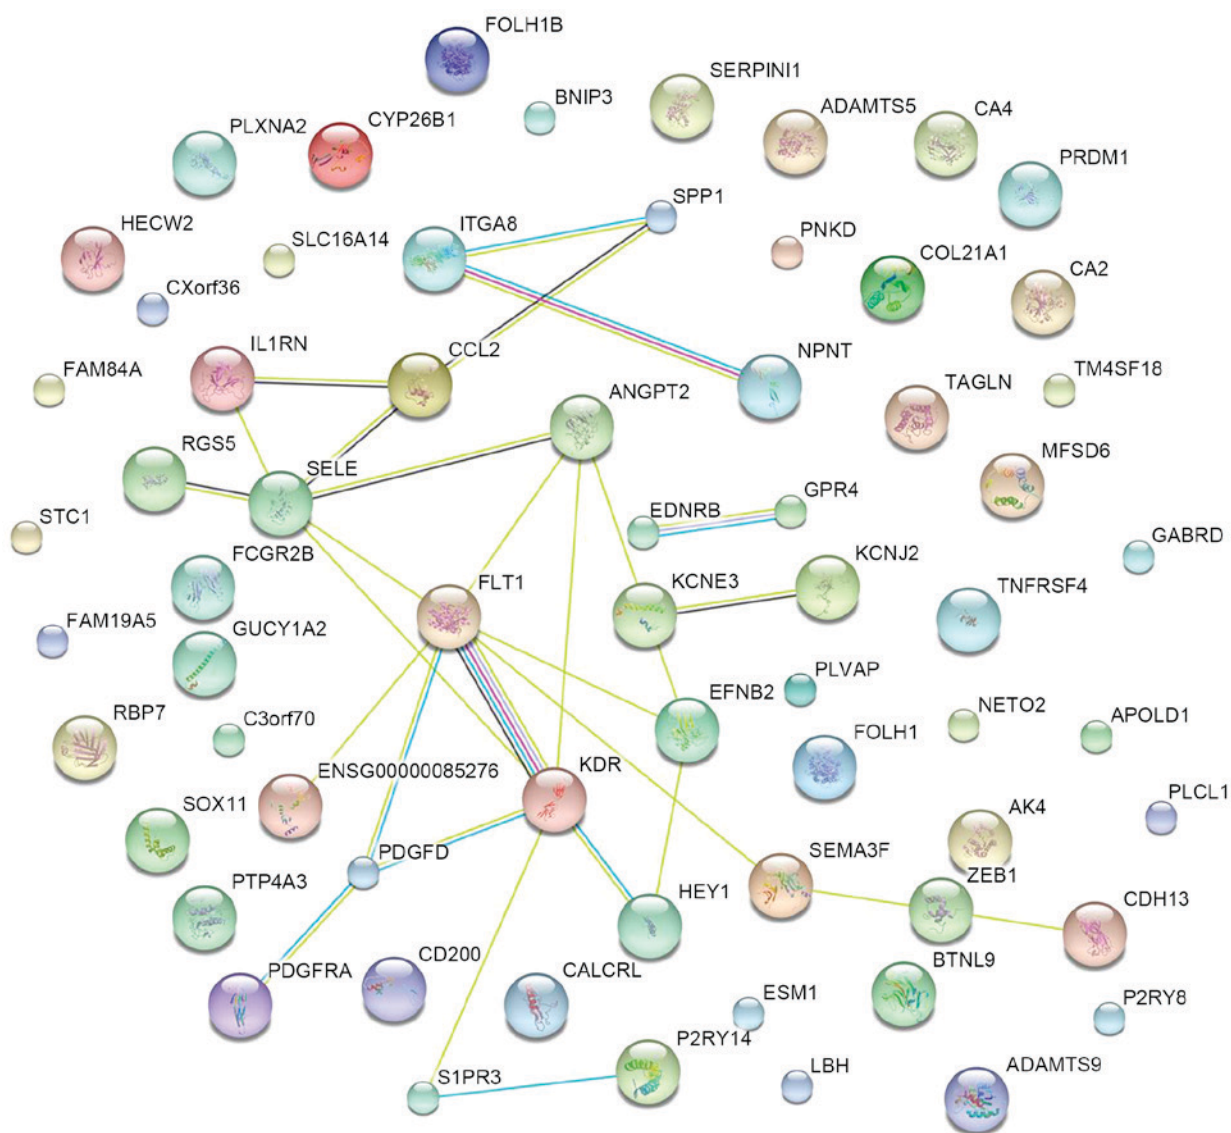 FOLH1B
SERPINI1
BNIP3
ADAMTS5
CA4
PLXNA2
CYP26B1
PRDM1
SPP1
HECW2
SLC16A14
ITGA8
PNKD
COL21A1
CA2
CXorf36
IL1RN
CCL2
NPNT
FAM84A
TM4SF18
ANGPT2
TAGLN
RGS5
SELE
MFSD6
EDNRB
GPR4
STC1
GABRD
FCGR2B
FLT1
KCNE3
KCNJ2
TNFRSF4
FAM19A5
GUCY1A2
PLVAP
EFNB2
RBP7
C3orf70
NETO2
APOLD1
FOLH1
ENSG00000085276
KDR
SOX11
AK4
PLCL1
PDGFD
SEMA3F
ZEB1
PTP4A3
HEY1
CDH13
PDGFRA
CD200
CALCRL
BTNL9
ESM1
P2RY8
P2RY14
S1PR3
LBH
ADAMTS9